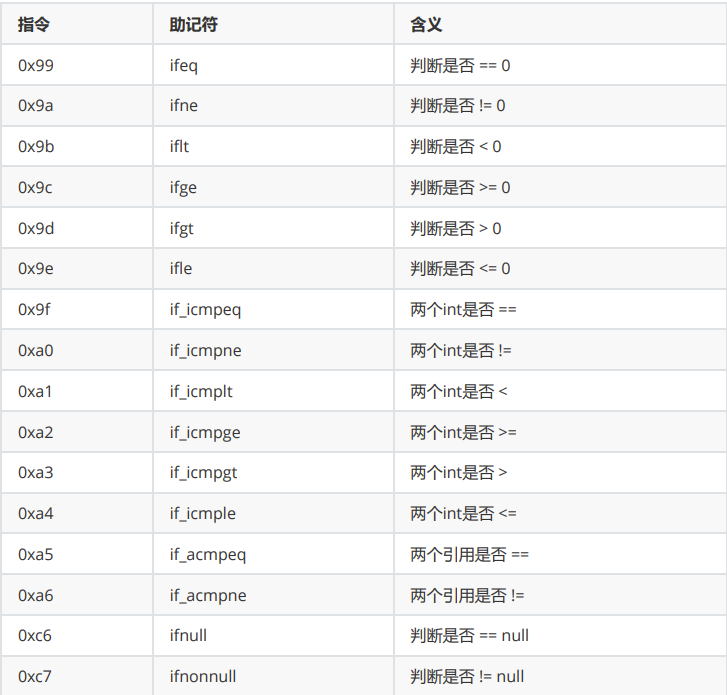 指令 助记符 含义
0x99 ifeq 判断是否 == 0
0x9a ifne 判断是否 != 0
0x9b iflt 判断是否 < 0
0x9c ifge 判断是否 >= 0
0x9d ifgt 判断是否 > 0
0x9e ifle 判断是否 <= 0
0x9f if_icmpeq 两个int是否 ==
0xa0 if_icmpne 两个int是否 !=
0xa1 if_icmplt 两个int是否 <
0xa2 if_icmpge 两个int是否 >=
0xa3 if_icmpgt 两个int是否 >
0xa4 if_icmple 两个int是否 <=
0xa5 if_acmpeq 两个引用是否 ==
0xa6 if_acmpne 两个引用是否 !=
0xc6 ifnull 判断是否 == null
0xc7 ifnonnull 判断是否 != null